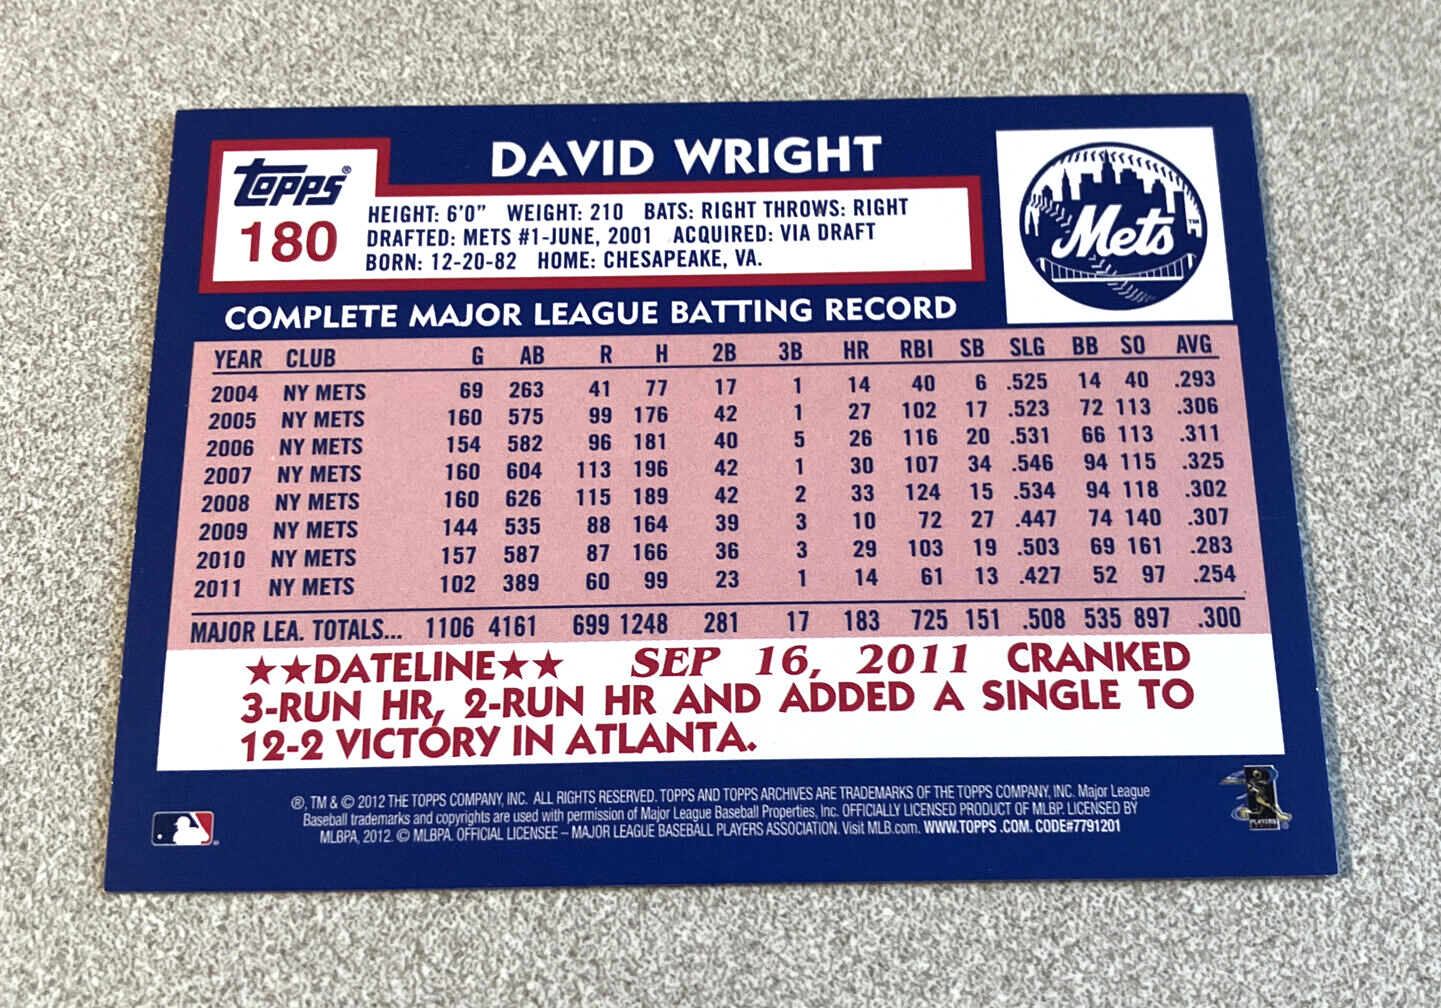 DAVID WRIGHT
Topps®
180
HEIGHT: 6'0" WEIGHT: 210 BATS: RIGHT THROWS: RIGHT
DRAFTED: METS #1-JUNE, 2001 ACQUIRED: VIA DRAFT
BORN: 12-20-82 HOME: CHESAPEAKE, VA.
Mets™
COMPLETE MAJOR LEAGUE BATTING RECORD
YEAR CLUB G AB R H 2B 3B HR RBI SB SLG BB SO AVG
2004 NY METS 69 263 41 77 17 1 14 40 6 .525 14 40 .293
2005 NY METS 160 575 99 176 42 1 27 102 17 .523 72 113 .306
2006 NY METS 154 582 96 181 40 5 26 116 20 .531 66 113 .311
2007 NY METS 160 604 113 196 42 1 30 107 34 .546 94 115 .325
2008 NY METS 160 626 115 189 42 2 33 124 15 .534 94 118 .302
2009 NY METS 144 535 88 164 39 3 10 72 27 .447 74 140 .307
2010 NY METS 157 587 87 166 36 3 29 103 19 .503 69 161 .283
2011 NY METS 102 389 60 99 23 1 14 61 13 .427 52 97 .254
MAJOR LEA. TOTALS... 1106 4161 699 1248 281 17 183 725 151 .508 535 897 .300
★★DATELINE★★ SEP 16, 2011 CRANKED
3-RUN HR, 2-RUN HR AND ADDED A SINGLE TO
12-2 VICTORY IN ATLANTA.
®, TM & © 2012 THE TOPPS COMPANY, INC. ALL RIGHTS RESERVED. TOPPS AND TOPPS ARCHIVES ARE TRADEMARKS OF THE TOPPS COMPANY, INC. Major League
Baseball trademarks and copyrights are used with permission of Major League Baseball Properties, Inc. OFFICIALLY LICENSED PRODUCT OF MLBP. LICENSED BY
MLBPA, 2012. © MLBPA. OFFICIAL LICENSEE – MAJOR LEAGUE BASEBALL PLAYERS ASSOCIATION. Visit MLB.com. WWW.TOPPS .COM. CODE#7791201
PLAYERS